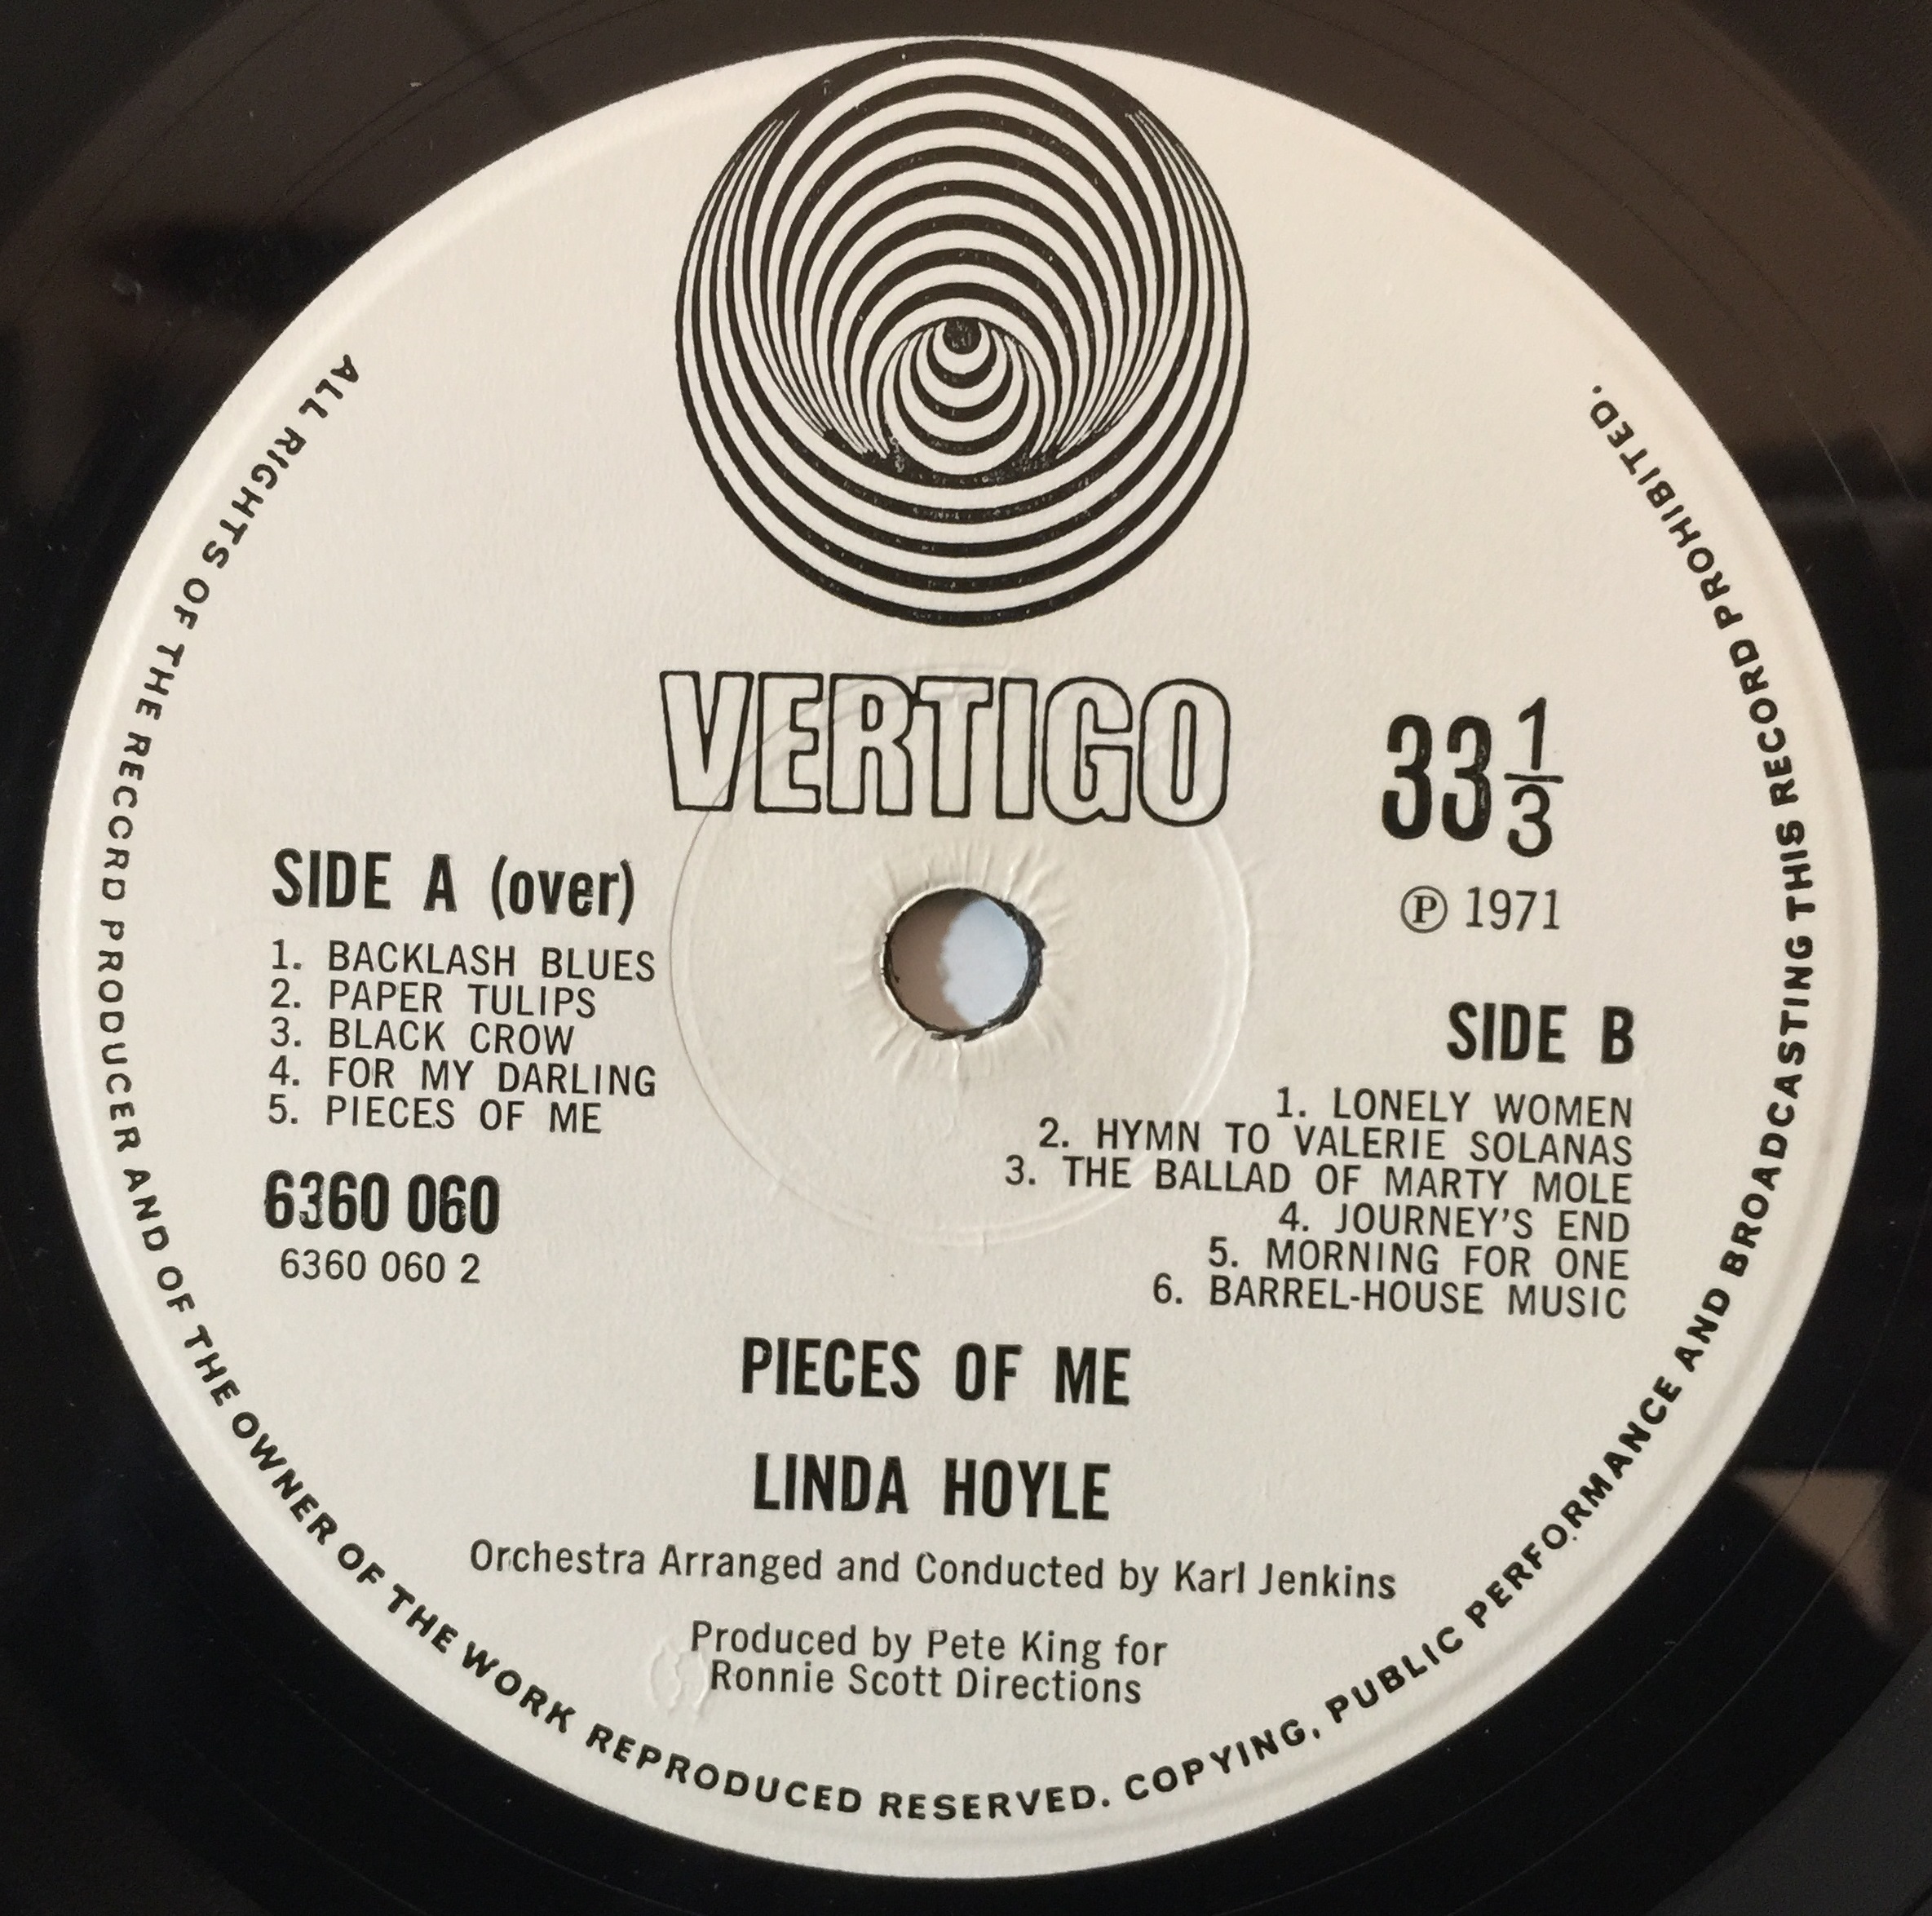 VERTIGO
33 1/3
℗ 1971
SIDE A (over)
1. BACKLASH BLUES
2. PAPER TULIPS
3. BLACK CROW
4. FOR MY DARLING
5. PIECES OF ME
6360 060
6360 060 2
SIDE B
1. LONELY WOMEN
2. HYMN TO VALERIE SOLANAS
3. THE BALLAD OF MARTY MOLE
4. JOURNEY'S END
5. MORNING FOR ONE
6. BARREL-HOUSE MUSIC
PIECES OF ME
LINDA HOYLE
Orchestra Arranged and Conducted by Karl Jenkins
Produced by Pete King for
Ronnie Scott Directions
ALL RIGHTS OF THE RECORD PRODUCER AND OF THE OWNER OF THE WORK REPRODUCED RESERVED. COPYING, PUBLIC PERFORMANCE AND BROADCASTING THIS RECORD PROHIBITED.